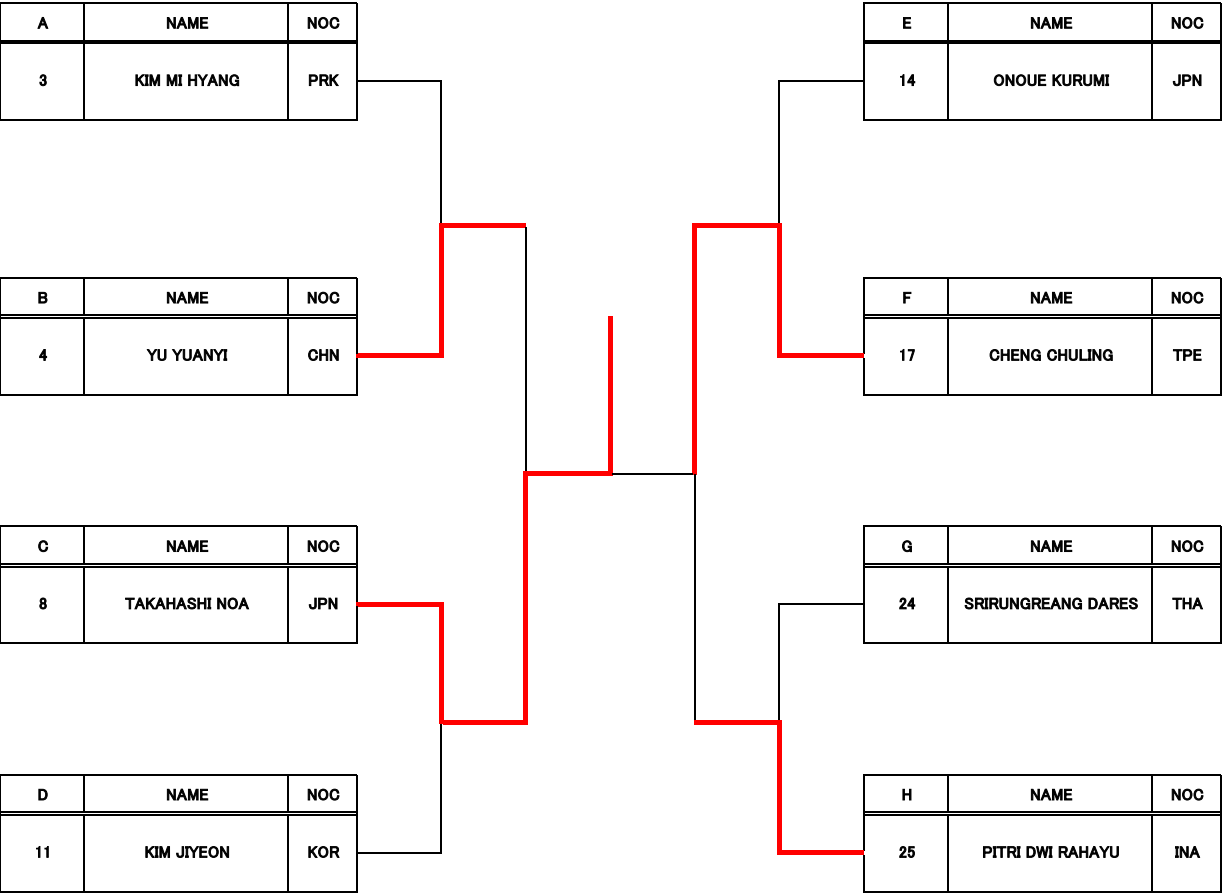 A NAME NOC
3 KIM MI HYANG PRK
B NAME NOC
4 YU YUANYI CHN
C NAME NOC
8 TAKAHASHI NOA JPN
D NAME NOC
11 KIM JIYEON KOR
E NAME NOC
14 ONOUE KURUMI JPN
F NAME NOC
17 CHENG CHULING TPE
G NAME NOC
24 SRIRUNGREANG DARES THA
H NAME NOC
25 PITRI DWI RAHAYU INA